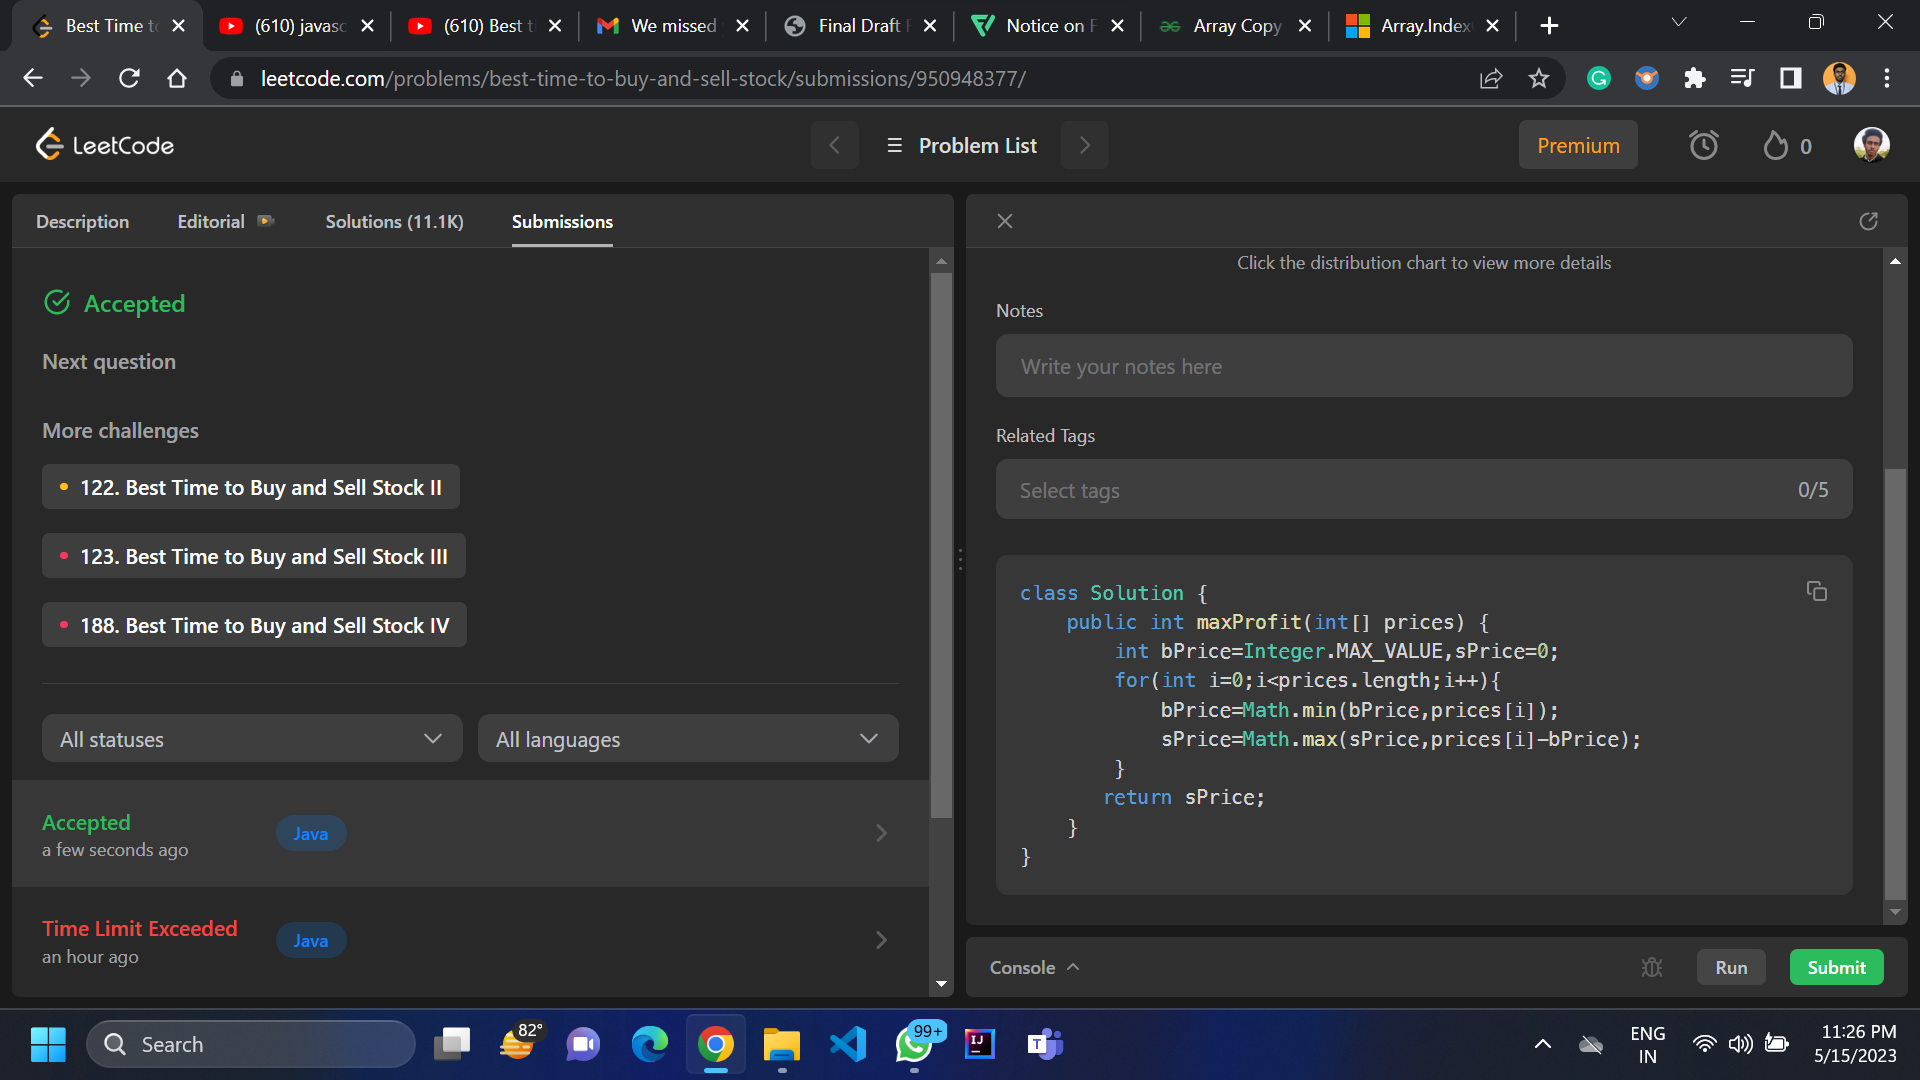 Best Time to
(610) javasc
(610) Best t
We missed
Final Draft
Notice on
Array Copy
Array.Index
leetcode.com/problems/best-time-to-buy-and-sell-stock/submissions/950948377/
LeetCode
Problem List
Premium
0
Description
Editorial
Solutions (11.1K)
Submissions
Accepted
Next question
More challenges
122. Best Time to Buy and Sell Stock II
123. Best Time to Buy and Sell Stock III
188. Best Time to Buy and Sell Stock IV
All statuses
All languages
Accepted
Java
a few seconds ago
Time Limit Exceeded
Java
an hour ago
Click the distribution chart to view more details
Notes
Write your notes here
Related Tags
Select tags
0/5
class Solution {
    public int maxProfit(int[] prices) {
        int bPrice=Integer.MAX_VALUE,sPrice=0;
        for(int i=0;i<prices.length;i++){
            bPrice=Math.min(bPrice,prices[i]);
            sPrice=Math.max(sPrice,prices[i]-bPrice);
        }
       return sPrice;
    }
}
Console
Run
Submit
Search
82°
99+
IJ
T
ENG
IN
11:26 PM
5/15/2023